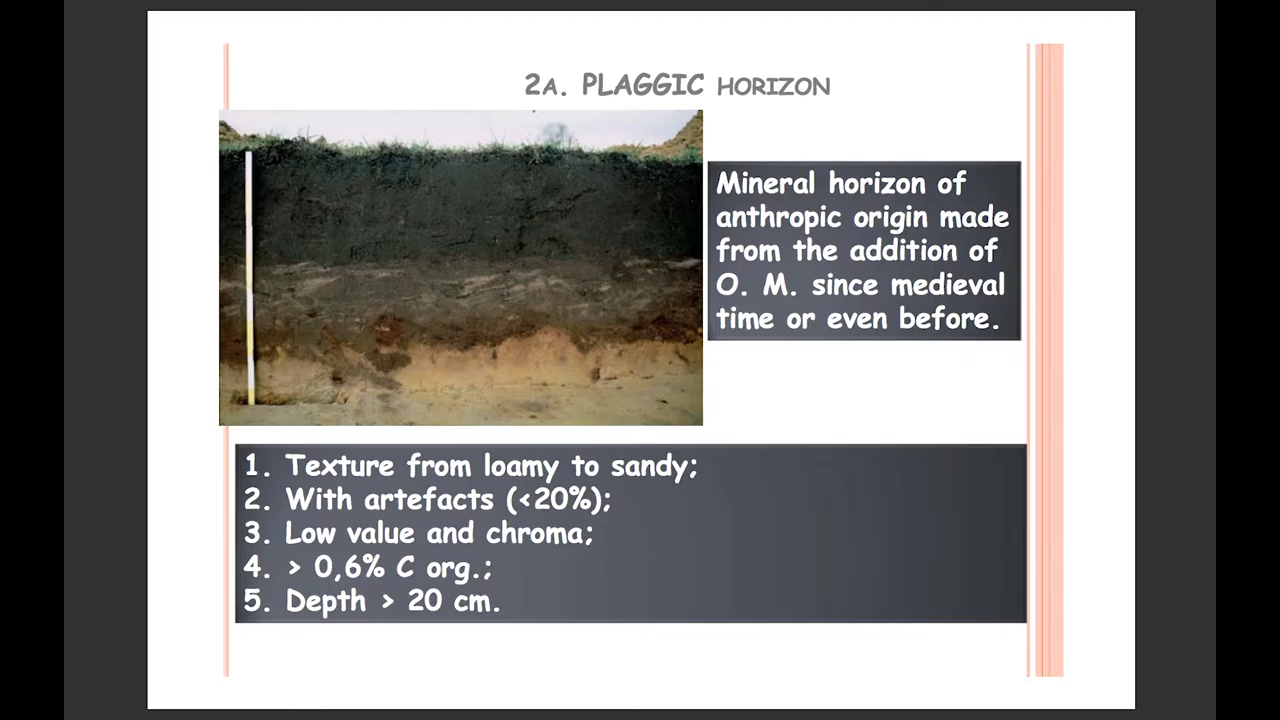 2A. PLAGGIC HORIZON
Mineral horizon of
anthropic origin made
from the addition of
O. M. since medieval
time or even before.
1. Texture from loamy to sandy;
2. With artefacts (<20%);
3. Low value and chroma;
4. > 0,6% C org.;
5. Depth > 20 cm.